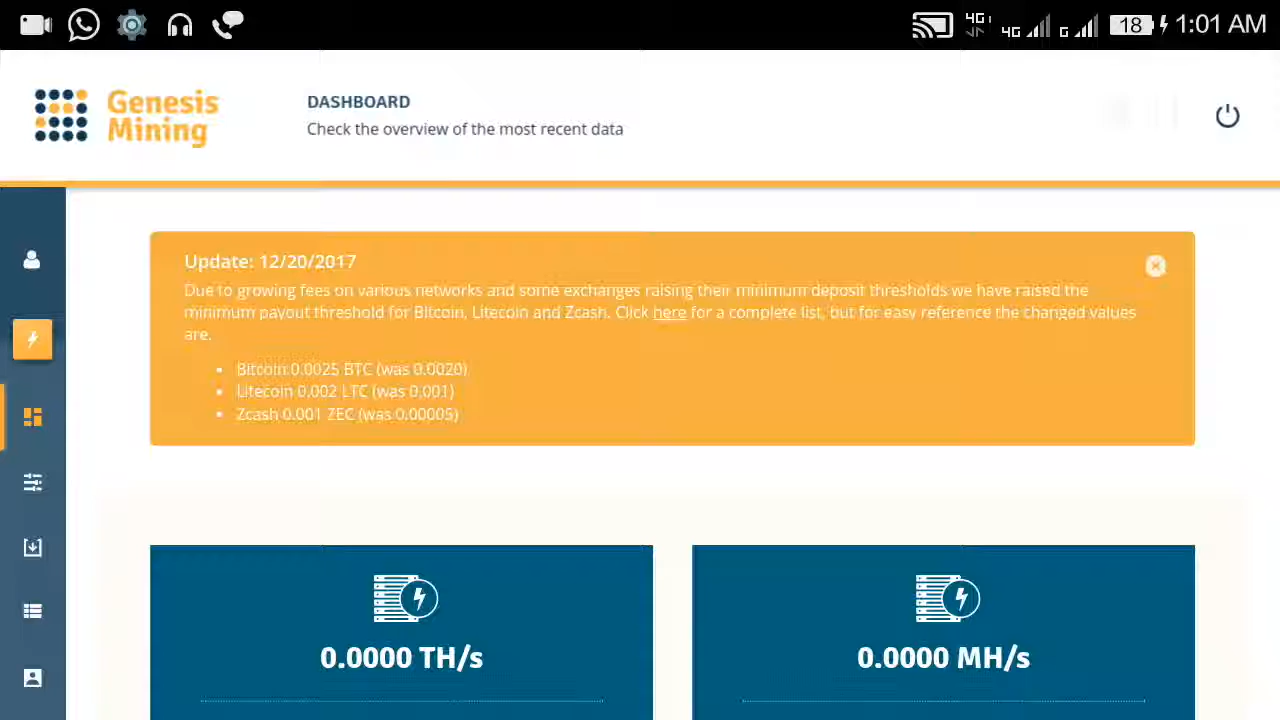 4G 4G G 18 1:01 AM
Genesis
Mining
DASHBOARD
Check the overview of the most recent data
Update: 12/20/2017
Due to growing fees on various networks and some exchanges raising their minimum deposit thresholds we have raised the
minimum payout threshold for Bitcoin, Litecoin and Zcash. Click here for a complete list, but for easy reference the changed values
are.
• Bitcoin 0.0025 BTC (was 0.0020)
• Litecoin 0.002 LTC (was 0.001)
• Zcash 0.001 ZEC (was 0.00005)
0.0000 TH/s
0.0000 MH/s